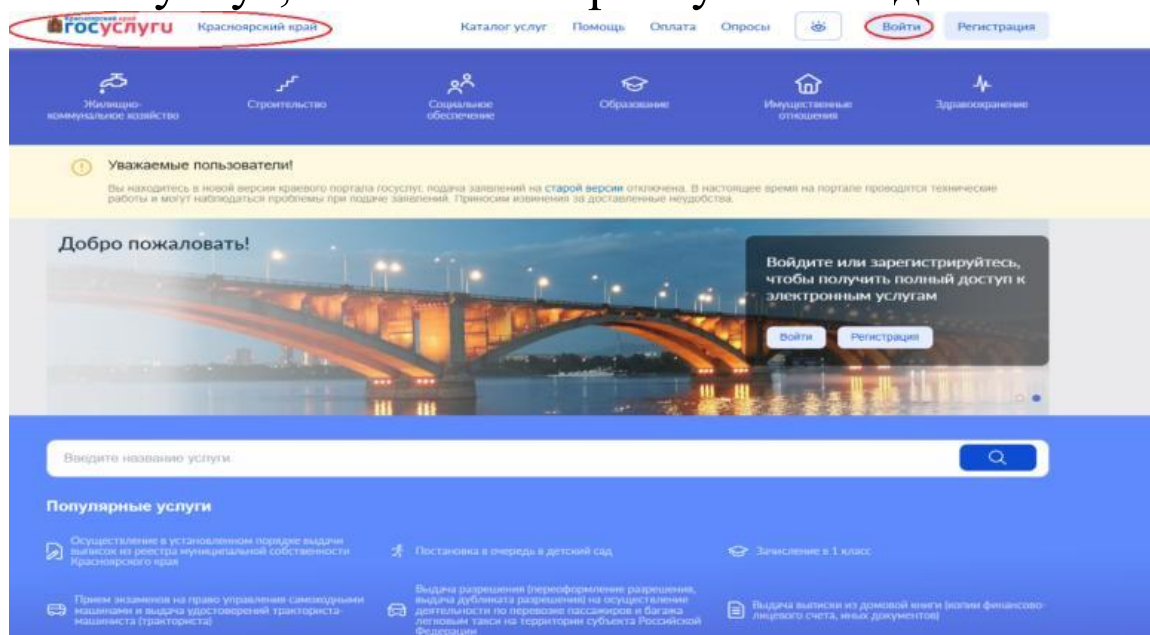 Красноярский край
госуслуги Красноярский край Каталог услуг Помощь Оплата Опросы Войти Регистрация
Жилищно-
коммунальное хозяйство
Строительство
Социальное
обеспечение
Образование
Имущественные
отношения
Здравоохранение
Уважаемые пользователи!
Вы находитесь в новой версии краевого портала госуслуг, подача заявлений на старой версии отключена. В настоящее время на портале проводятся технические
работы и могут наблюдаться проблемы при подаче заявлений. Приносим извинения за доставленные неудобства.
Добро пожаловать!
Войдите или зарегистрируйтесь,
чтобы получить полный доступ к
электронным услугам
Войти Регистрация
Введите название услуги
Популярные услуги
Осуществление в установленном порядке выдачи
выписок из реестра муниципальной собственности
Красноярского края
Постановка в очередь в детский сад
Зачисление в 1 класс
Прием экзаменов на право управления самоходными
машинами и выдача удостоверений тракториста-
машиниста (тракториста)
Выдача разрешения (переоформление разрешения,
выдача дубликата разрешения) на осуществление
деятельности по перевозке пассажиров и багажа
легковым такси на территории субъекта Российской
Федерации
Выдача выписки из домовой книги (копии финансово-
лицевого счета, иных документов)